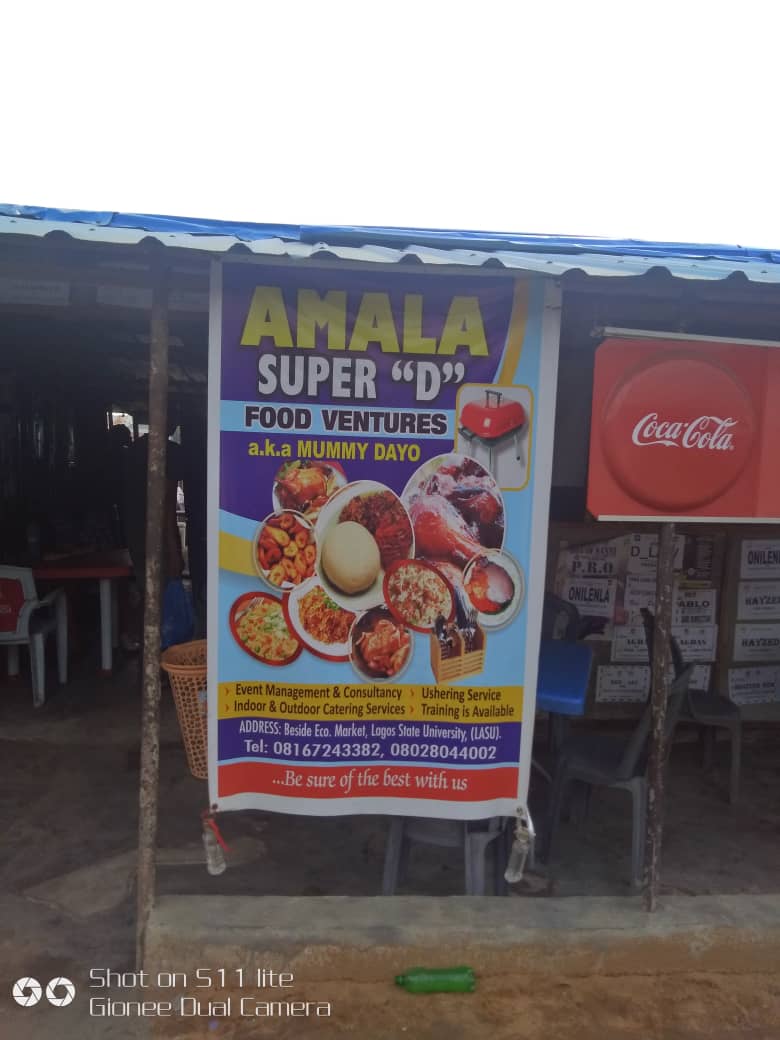 AMALA
SUPER “D”
FOOD VENTURES
a.k.a MUMMY DAYO
› Event Management & Consultancy › Ushering Service
› Indoor & Outdoor Catering Services › Training is Available
ADDRESS: Beside Eco. Market, Lagos State University, (LASU).
Tel: 08167243382, 08028044002
...Be sure of the best with us
Coca-Cola
P.R.O
ONILENLA
HAYZED
Shot on S11 lite
Gionee Dual Camera